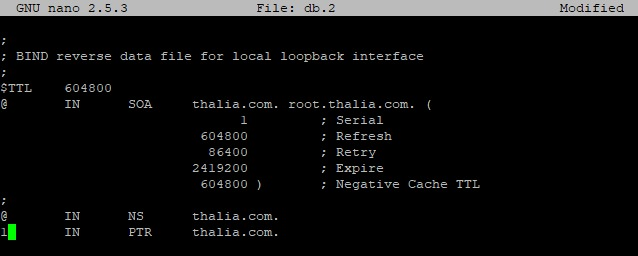 GNU nano 2.5.3 File: db.2 Modified
;
; BIND reverse data file for local loopback interface
;
$TTL 604800
@ IN SOA thalia.com. root.thalia.com. (
1 ; Serial
604800 ; Refresh
86400 ; Retry
2419200 ; Expire
604800 ) ; Negative Cache TTL
;
@ IN NS thalia.com.
1 IN PTR thalia.com.